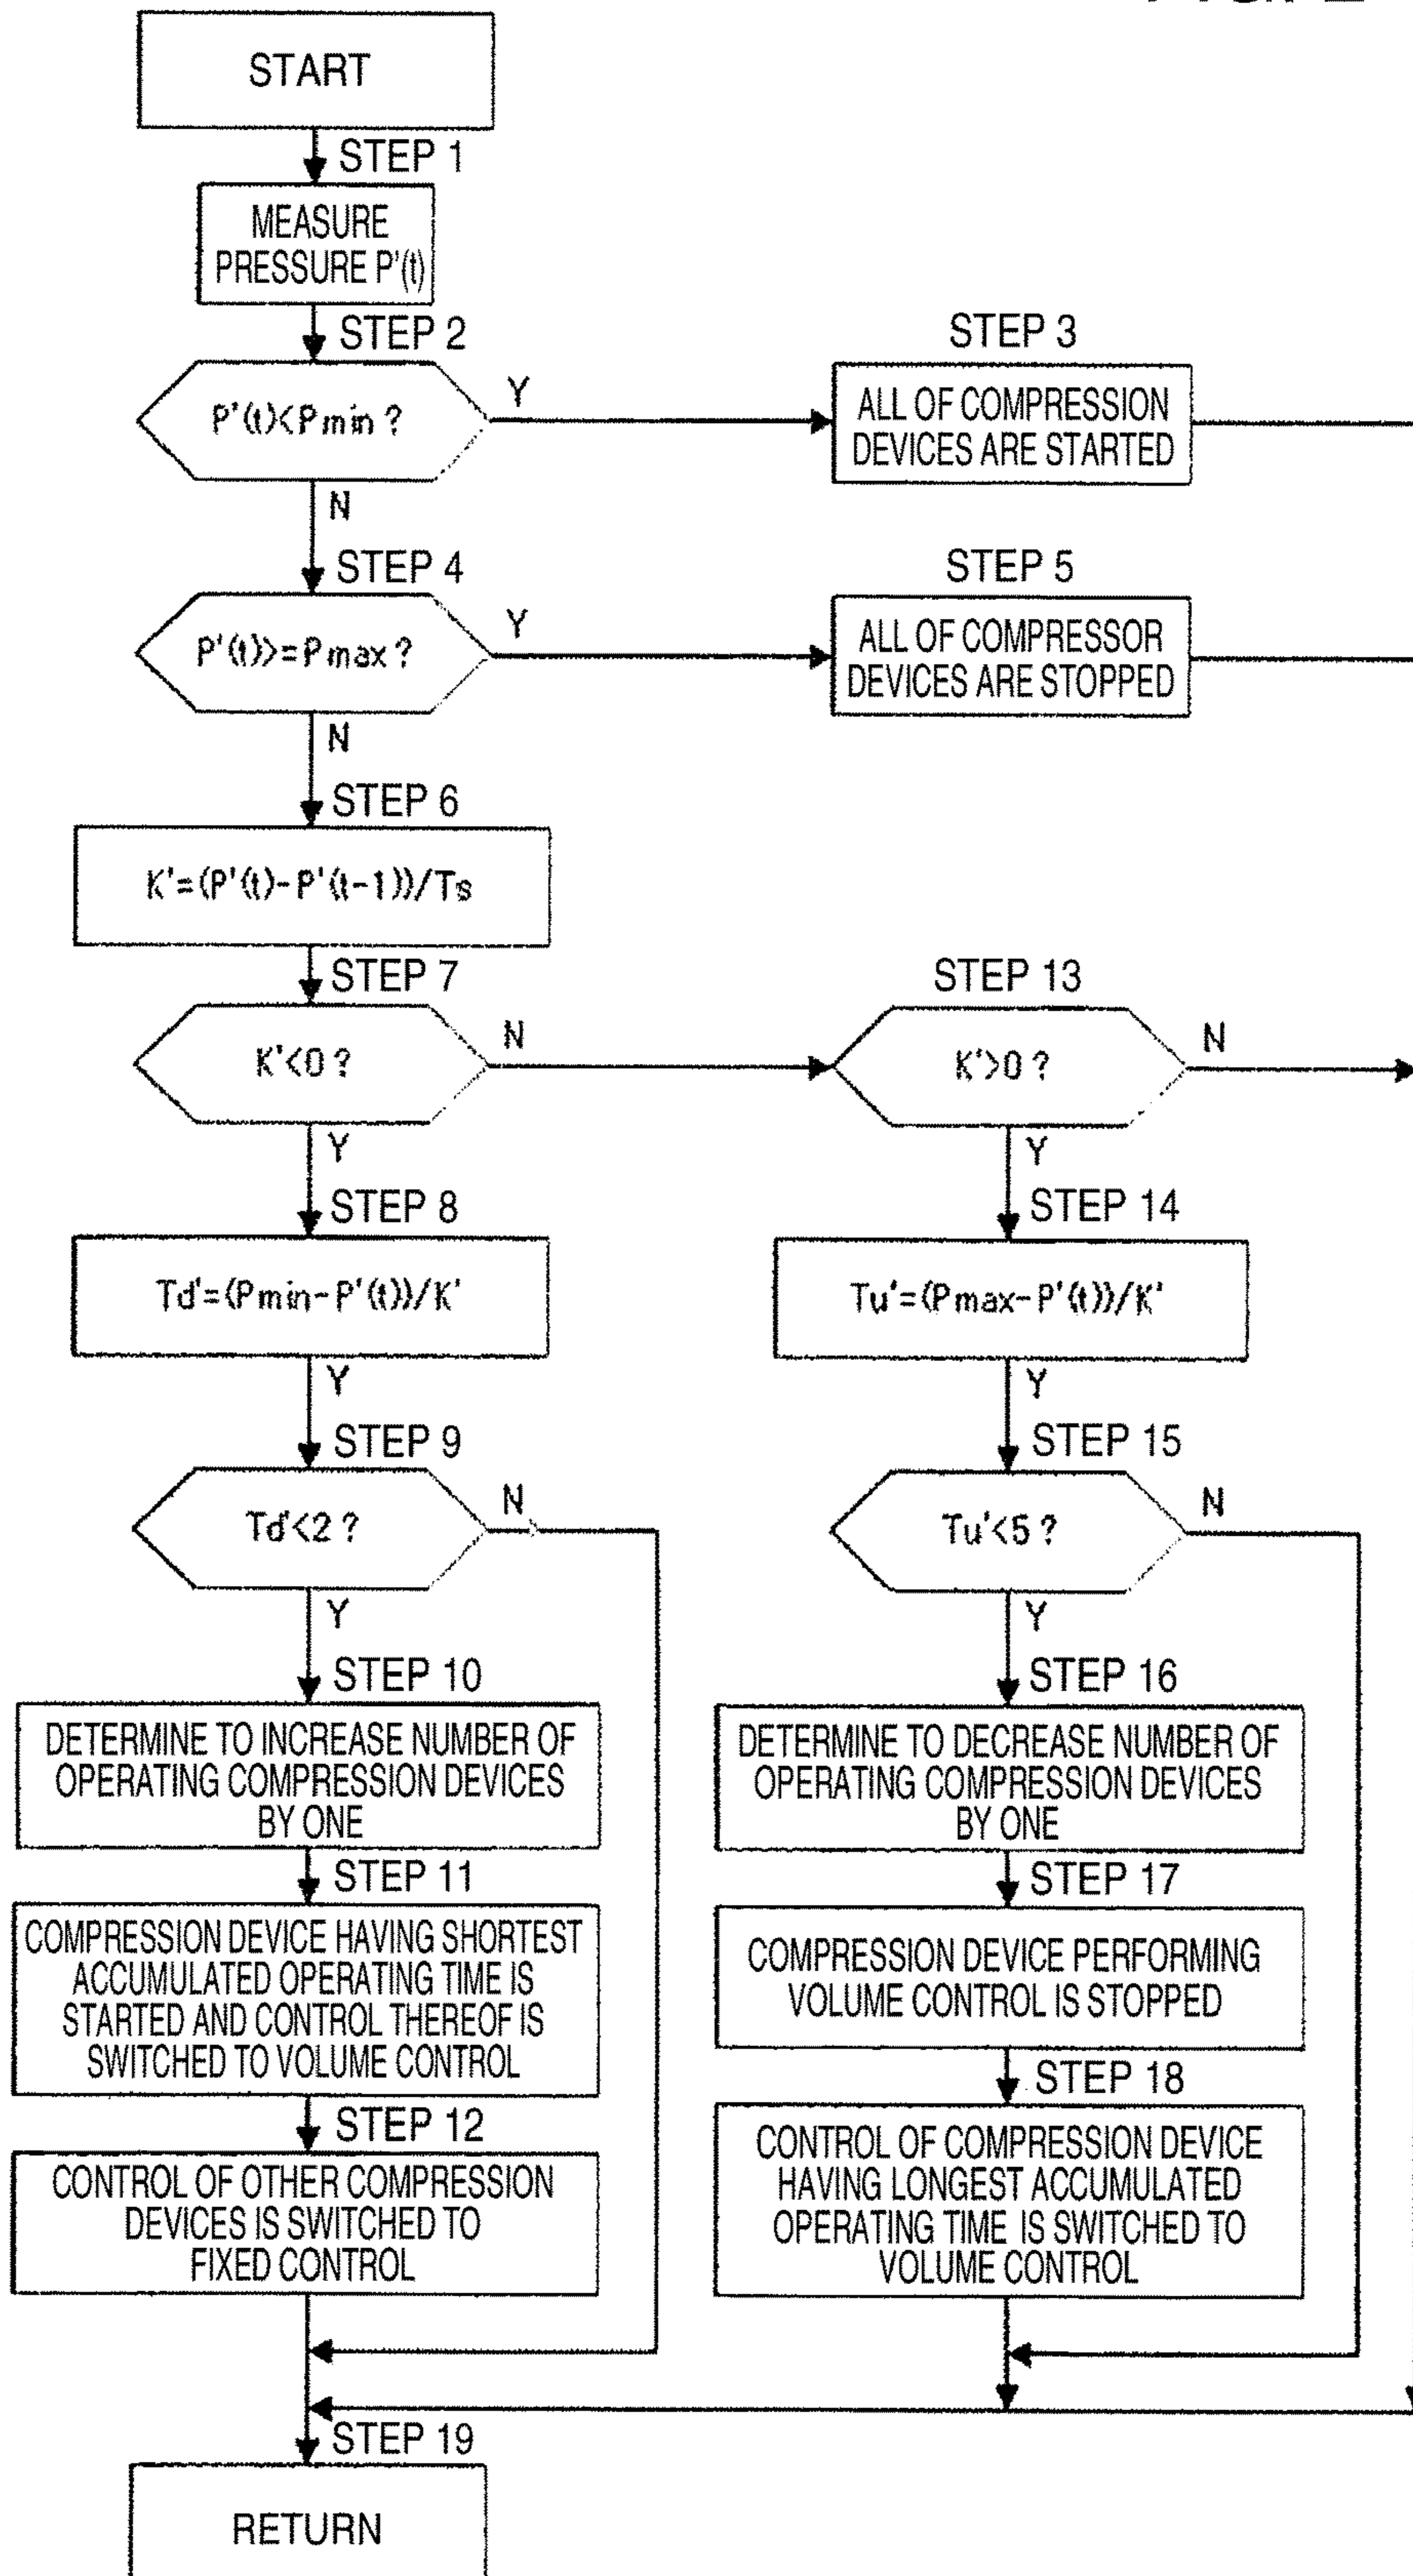 START
STEP 1
MEASURE
PRESSURE P'(t)
STEP 2
P'(t)<Pmin ?
Y
N
STEP 3
ALL OF COMPRESSION
DEVICES ARE STARTED
STEP 4
P'(t)>=Pmax ?
Y
N
STEP 5
ALL OF COMPRESSOR
DEVICES ARE STOPPED
STEP 6
K'=(P'(t)-P'(t-1))/Ts
STEP 7
K'<0 ?
N
Y
STEP 13
K'>0 ?
N
Y
STEP 8
Td'=(Pmin-P'(t))/K'
Y
STEP 9
Td'<2 ?
N
Y
STEP 10
DETERMINE TO INCREASE NUMBER OF
OPERATING COMPRESSION DEVICES
BY ONE
STEP 11
COMPRESSION DEVICE HAVING SHORTEST
ACCUMULATED OPERATING TIME IS
STARTED AND CONTROL THEREOF IS
SWITCHED TO VOLUME CONTROL
STEP 12
CONTROL OF OTHER COMPRESSION
DEVICES IS SWITCHED TO
FIXED CONTROL
STEP 14
Tu'=(Pmax-P'(t))/K'
Y
STEP 15
Tu'<5 ?
N
Y
STEP 16
DETERMINE TO DECREASE NUMBER OF
OPERATING COMPRESSION DEVICES
BY ONE
STEP 17
COMPRESSION DEVICE PERFORMING
VOLUME CONTROL IS STOPPED
STEP 18
CONTROL OF COMPRESSION DEVICE
HAVING LONGEST ACCUMULATED
OPERATING TIME IS SWITCHED TO
VOLUME CONTROL
STEP 19
RETURN